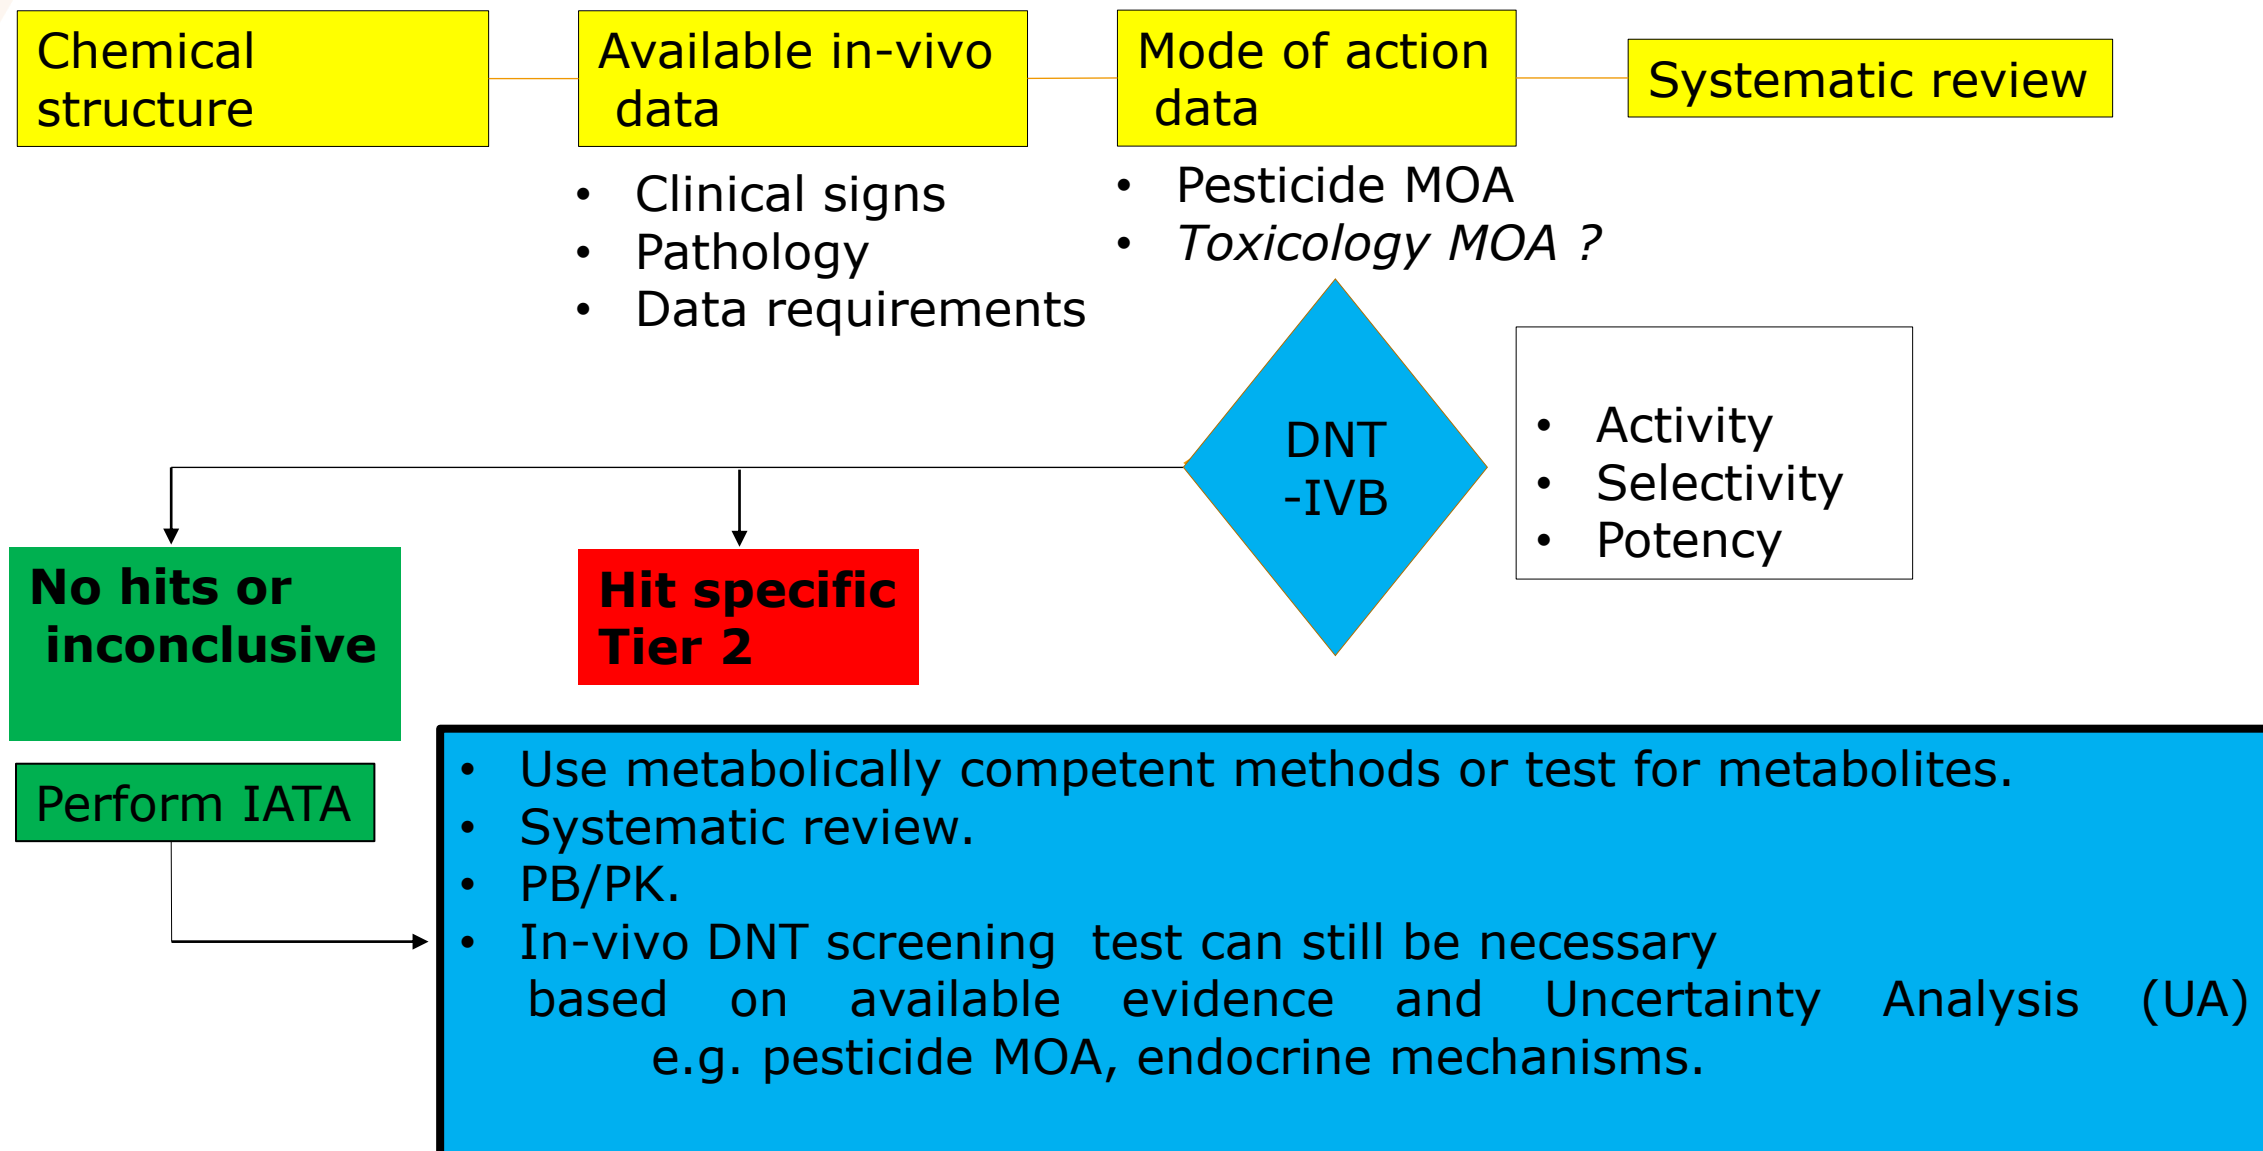 Chemical
structure
Available in-vivo
data
Mode of action
data
Systematic review
• Clinical signs
• Pathology
• Data requirements
• Pesticide MOA
• Toxicology MOA ?
DNT
-IVB
• Activity
• Selectivity
• Potency
No hits or
inconclusive
Hit specific
Tier 2
Perform IATA
• Use metabolically competent methods or test for metabolites.
• Systematic review.
• PB/PK.
• In-vivo DNT screening test can still be necessary
based on available evidence and Uncertainty Analysis (UA)
e.g. pesticide MOA, endocrine mechanisms.